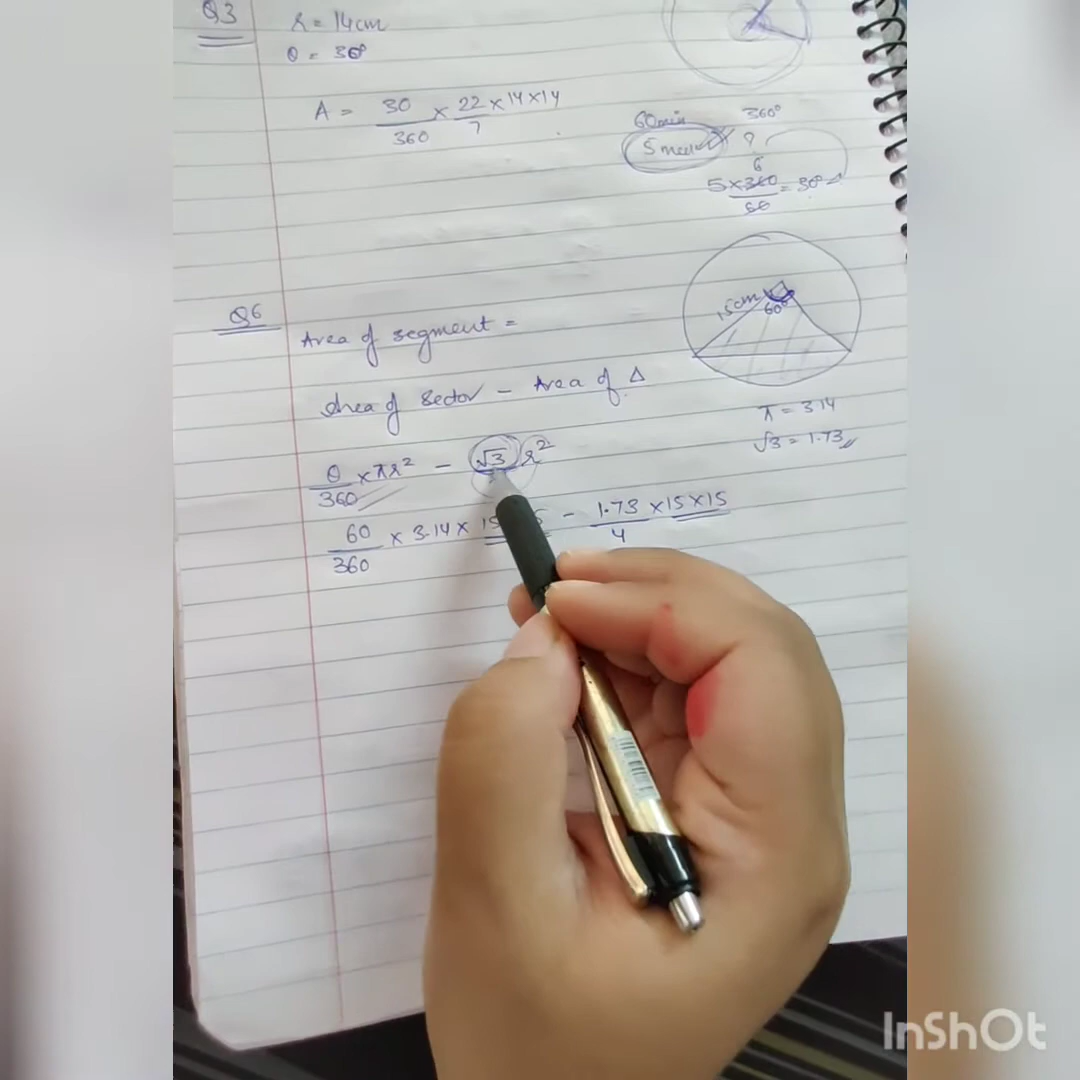 Q3
r = 14cm
θ = 30°
A = 30/360 × 22/7 × 14×14
60min 360°
5 ?
6
5×360/60 = 30°
Q6
15cm
60°
Area of segment =
Area of Sector - Area of Δ
π = 3.14
√3 = 1.73
θ/360 × πr² - √3 r²
60/360 × 3.14 × 15 - 1.73/4 × 15 × 15
InShOt